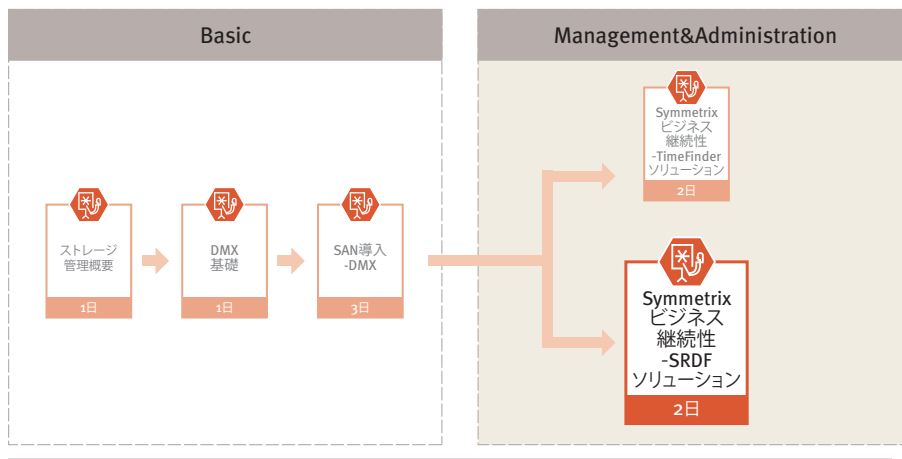 Basic
ストレージ
管理概要
1日
DMX
基礎
1日
SAN導入
-DMX
3日
Management&Administration
Symmetrix
ビジネス
継続性
-TimeFinder
ソリューション
2日
Symmetrix
ビジネス
継続性
-SRDF
ソリューション
2日